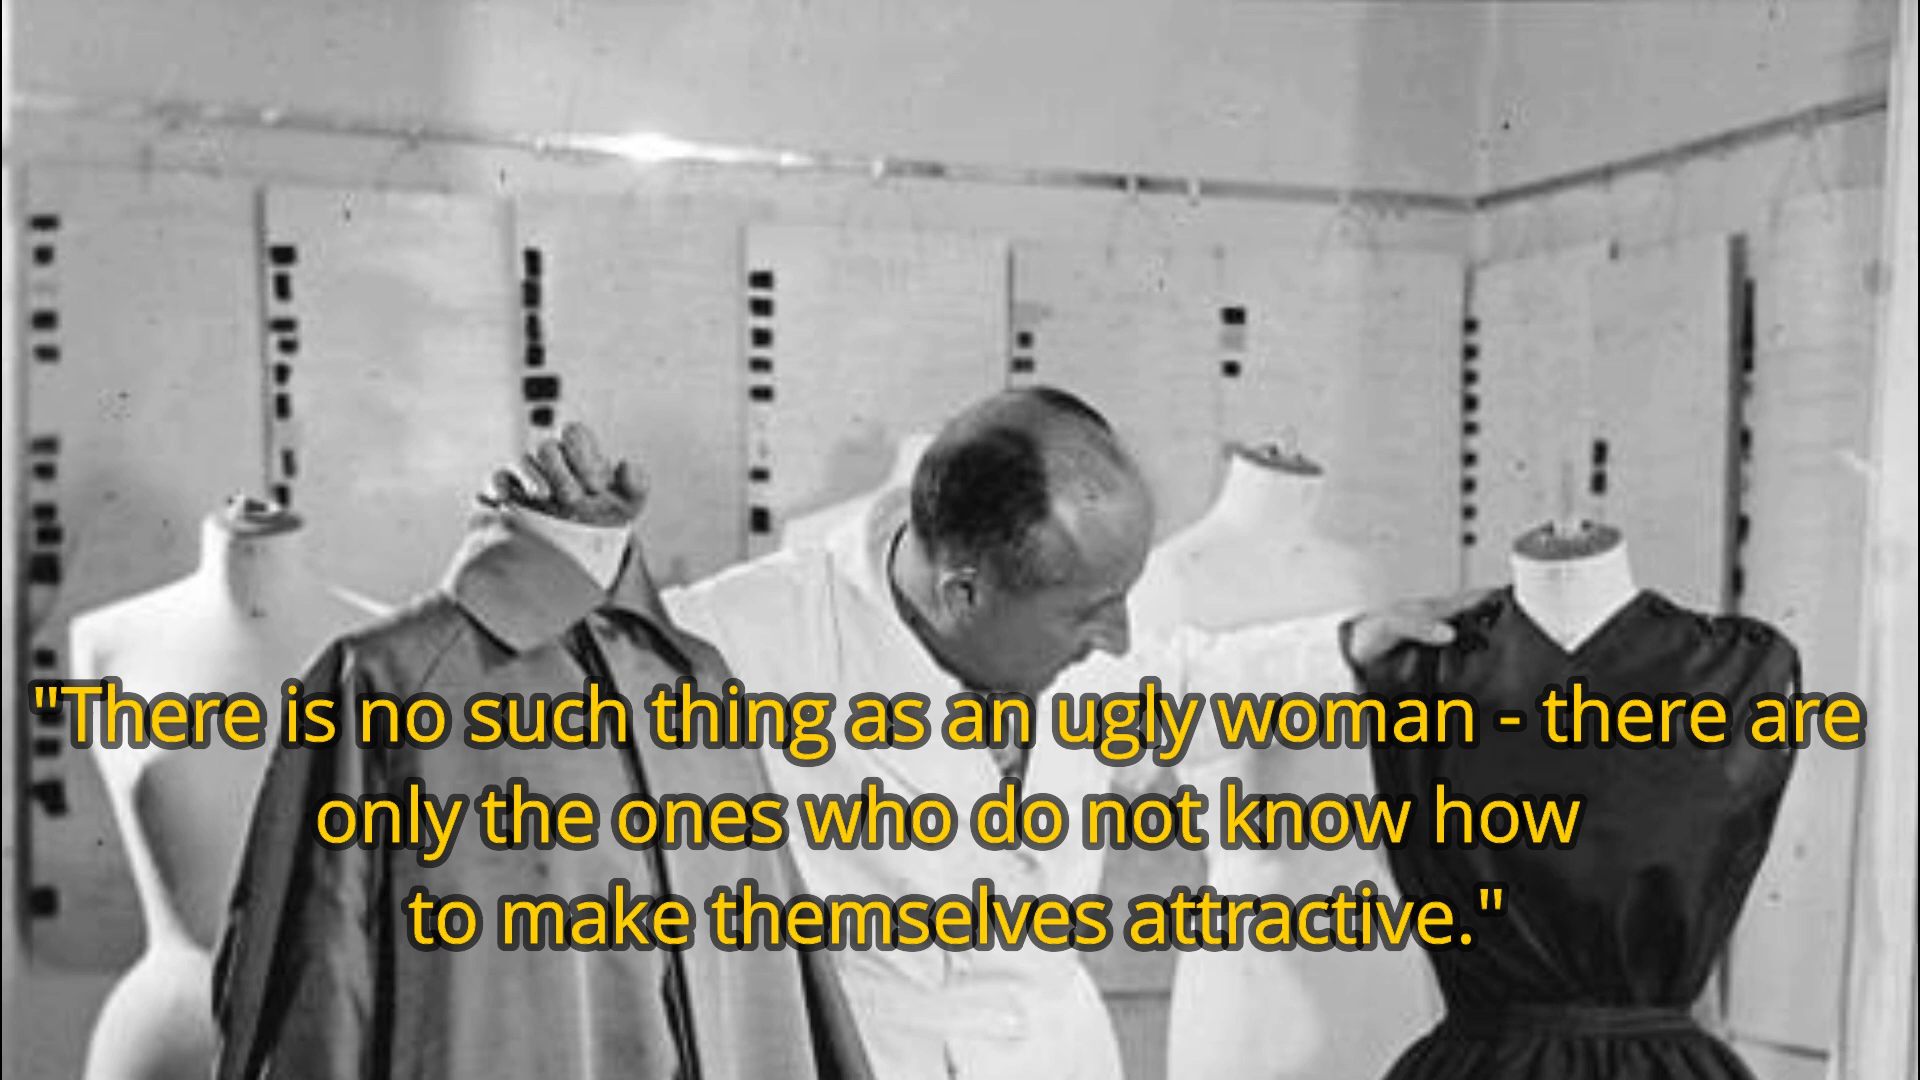 "There is no such thing as an ugly woman - there are
only the ones who do not know how
to make themselves attractive."